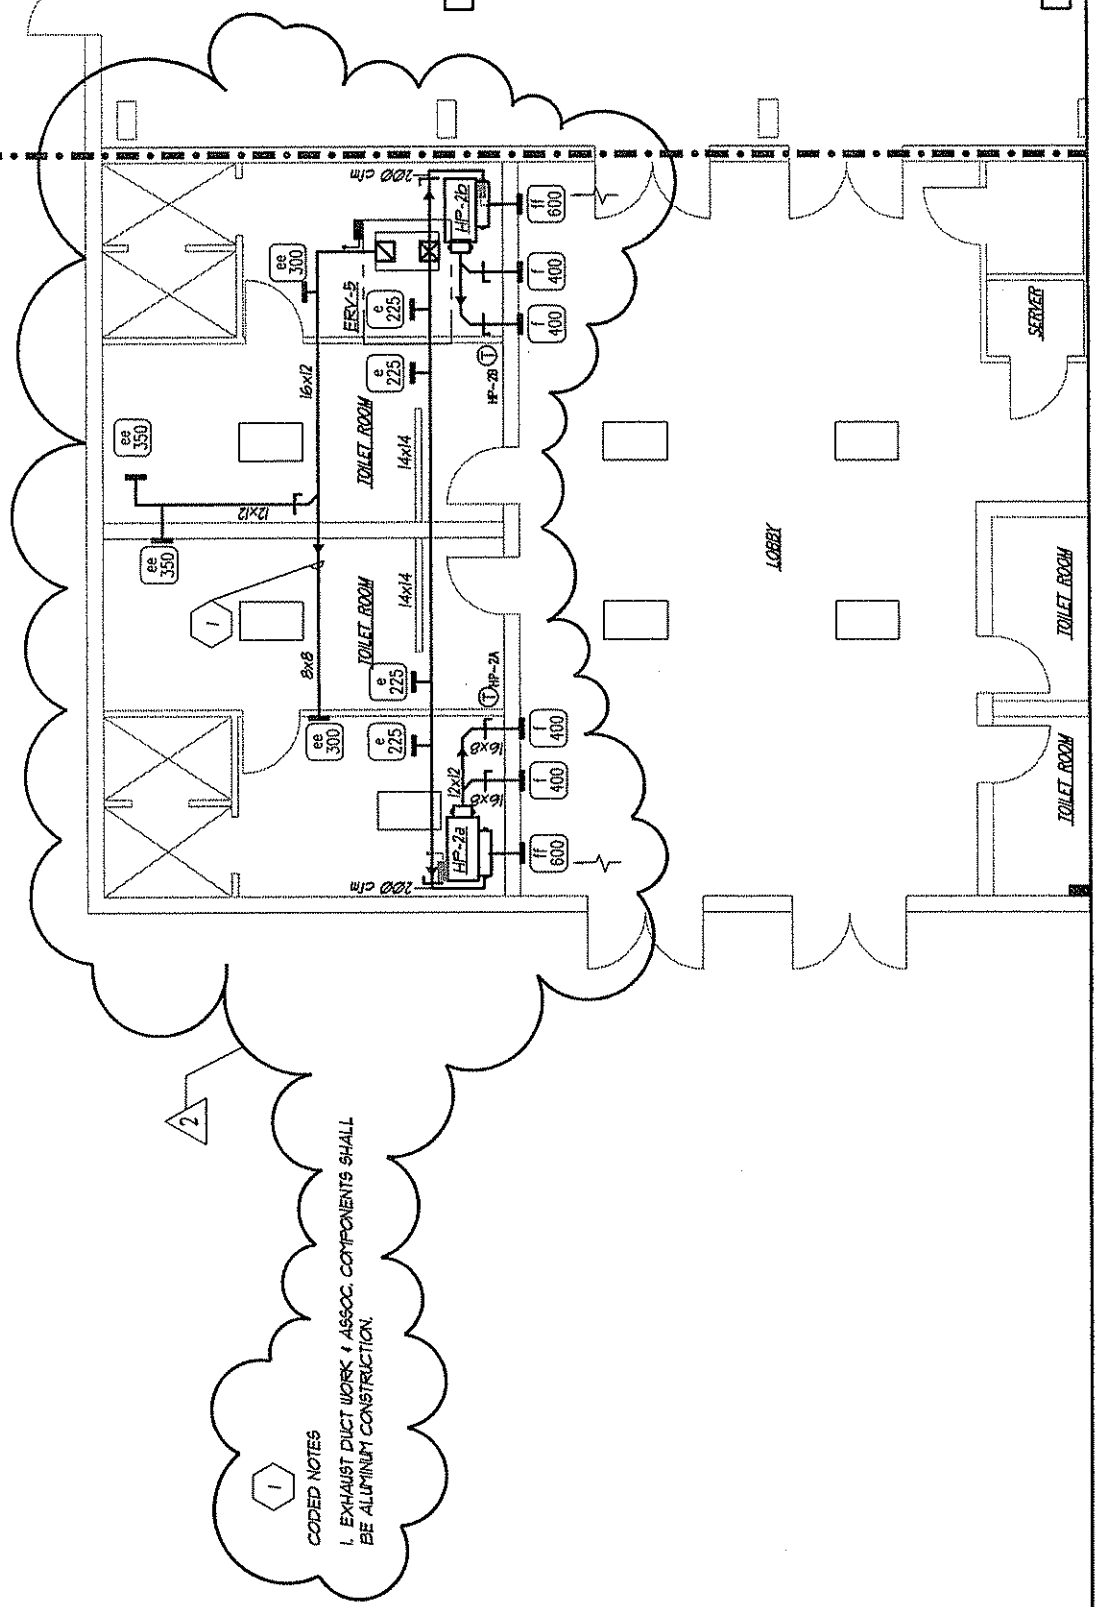 CODED NOTES
1
1. EXHAUST DUCT WORK & ASSOC. COMPONENTS SHALL
BE ALUMINUM CONSTRUCTION.
2
ee
350
ee
350
12x12
1
ee
300
ee
300
8x8
16x12
ERV-5
TOILET ROOM
TOILET ROOM
e
225
e
225
e
225
e
225
14x14
14x14
200 cfm
200 cfm
HP-2a
12x12
16x8
16x8
T HP-2A
HP-2B T
HP-2b
ff
600
f
400
f
400
f
400
f
400
ff
600
LOBBY
SERVER
TOILET ROOM
TOILET ROOM